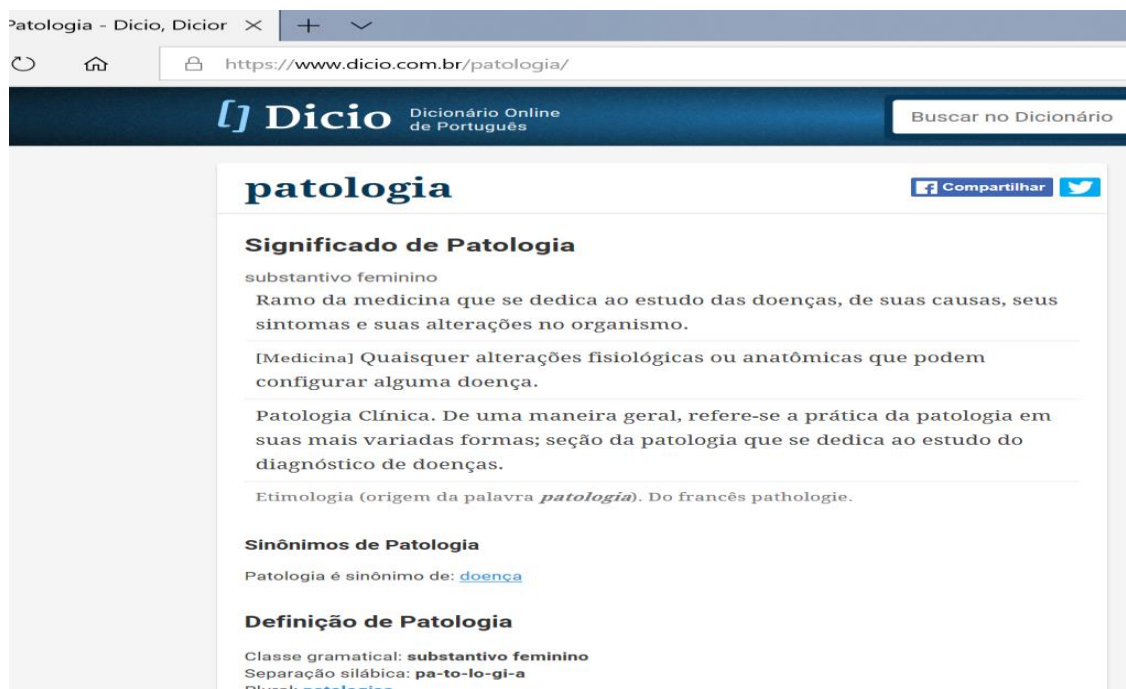 Patologia - Dicio, Dicior
https://www.dicio.com.br/patologia/
Dicio Dicionário Online
de Português
Buscar no Dicionário
patologia
Compartilhar
Significado de Patologia
substantivo feminino
Ramo da medicina que se dedica ao estudo das doenças, de suas causas, seus
sintomas e suas alterações no organismo.
[Medicina] Quaisquer alterações fisiológicas ou anatômicas que podem
configurar alguma doença.
Patologia Clínica. De uma maneira geral, refere-se a prática da patologia em
suas mais variadas formas; seção da patologia que se dedica ao estudo do
diagnóstico de doenças.
Etimologia (origem da palavra patologia). Do francês pathologie.
Sinônimos de Patologia
Patologia é sinônimo de: doença
Definição de Patologia
Classe gramatical: substantivo feminino
Separação silábica: pa-to-lo-gi-a
Plural: patologias